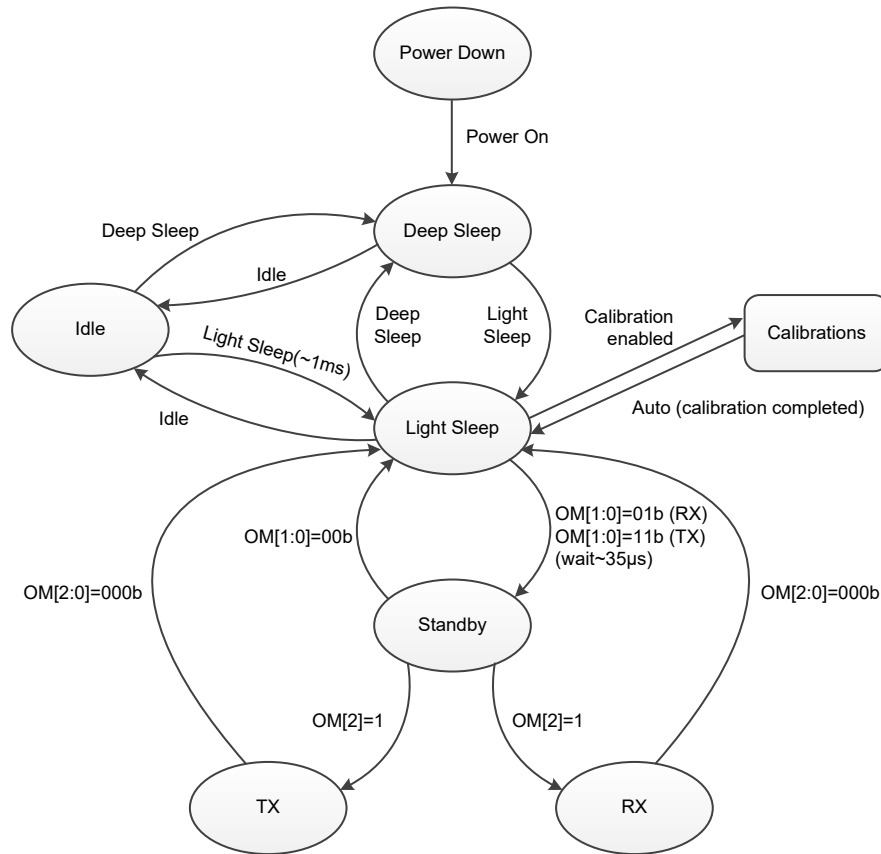 Power Down
Power On
Deep Sleep
Deep Sleep
Idle
Idle
Light Sleep(~1ms)
Idle
Deep
Sleep
Light
Sleep
Calibration
enabled
Calibrations
Auto (calibration completed)
Light Sleep
OM[1:0]=00b
OM[1:0]=01b (RX)
OM[1:0]=11b (TX)
(wait~35µs)
OM[2:0]=000b
OM[2:0]=000b
Standby
OM[2]=1
OM[2]=1
TX
RX